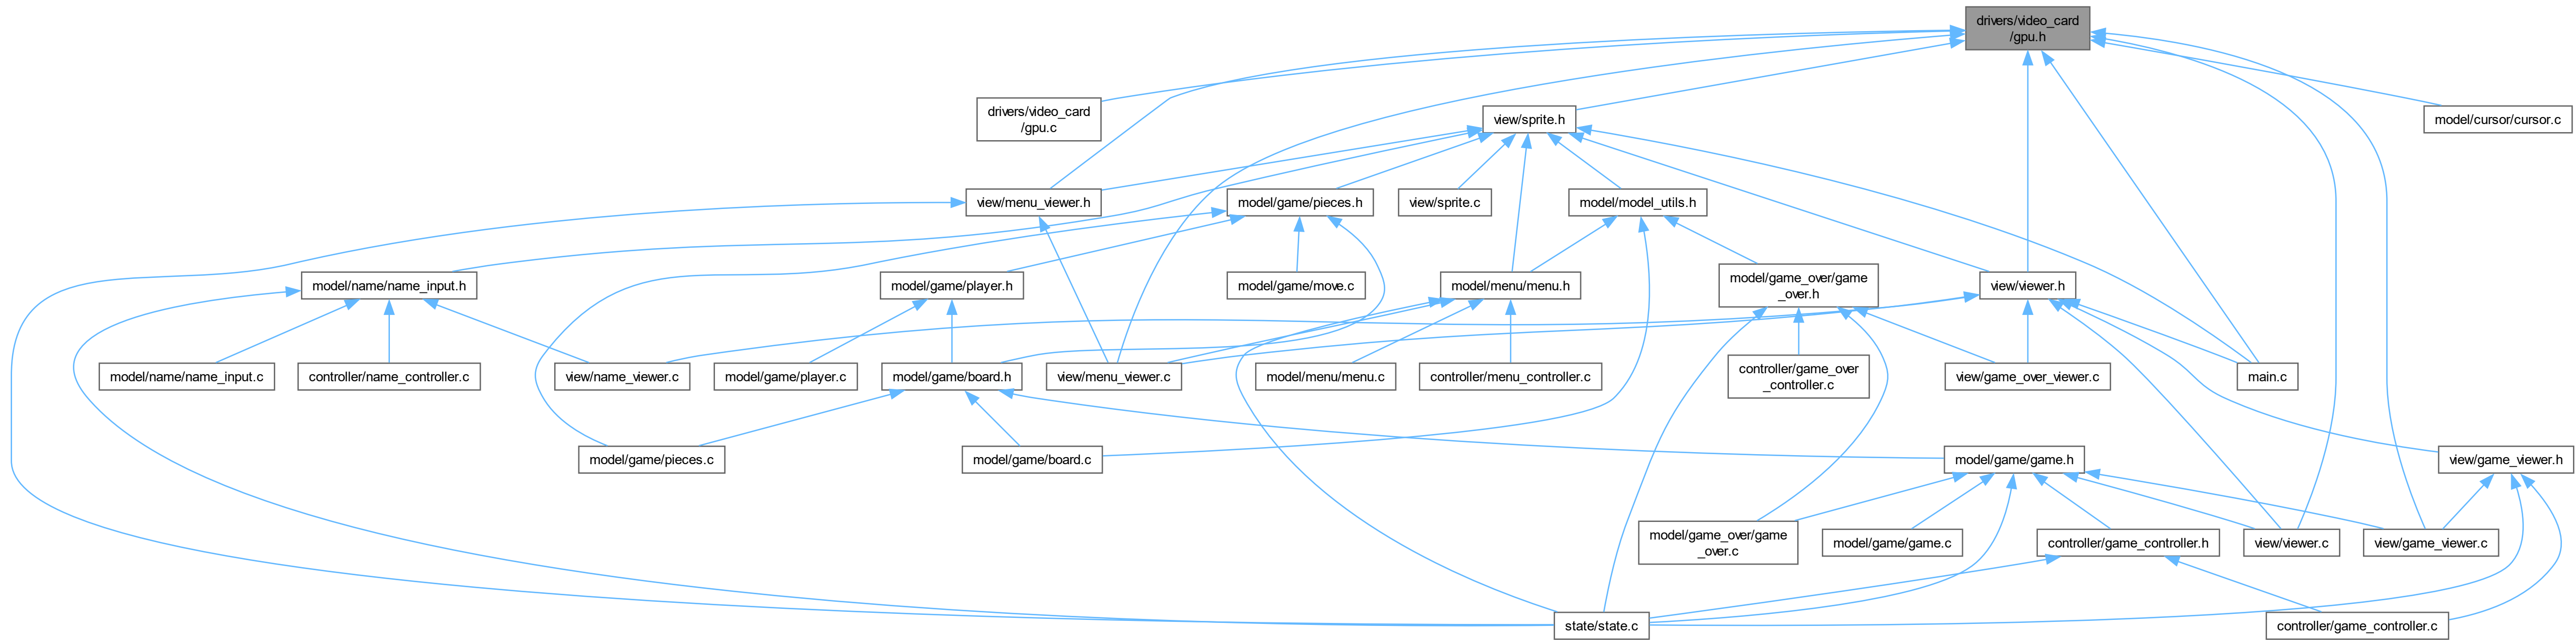 drivers/video_card
/gpu.h
drivers/video_card
/gpu.c
view/sprite.h
model/cursor/cursor.c
view/menu_viewer.h
model/game/pieces.h
view/sprite.c
model/model_utils.h
model/name/name_input.h
model/game/player.h
model/game/move.c
model/menu/menu.h
model/game_over/game
_over.h
view/viewer.h
model/name/name_input.c
controller/name_controller.c
view/name_viewer.c
model/game/player.c
model/game/board.h
view/menu_viewer.c
model/menu/menu.c
controller/menu_controller.c
controller/game_over
_controller.c
view/game_over_viewer.c
main.c
model/game/pieces.c
model/game/board.c
model/game/game.h
view/game_viewer.h
model/game_over/game
_over.c
model/game/game.c
controller/game_controller.h
view/viewer.c
view/game_viewer.c
state/state.c
controller/game_controller.c